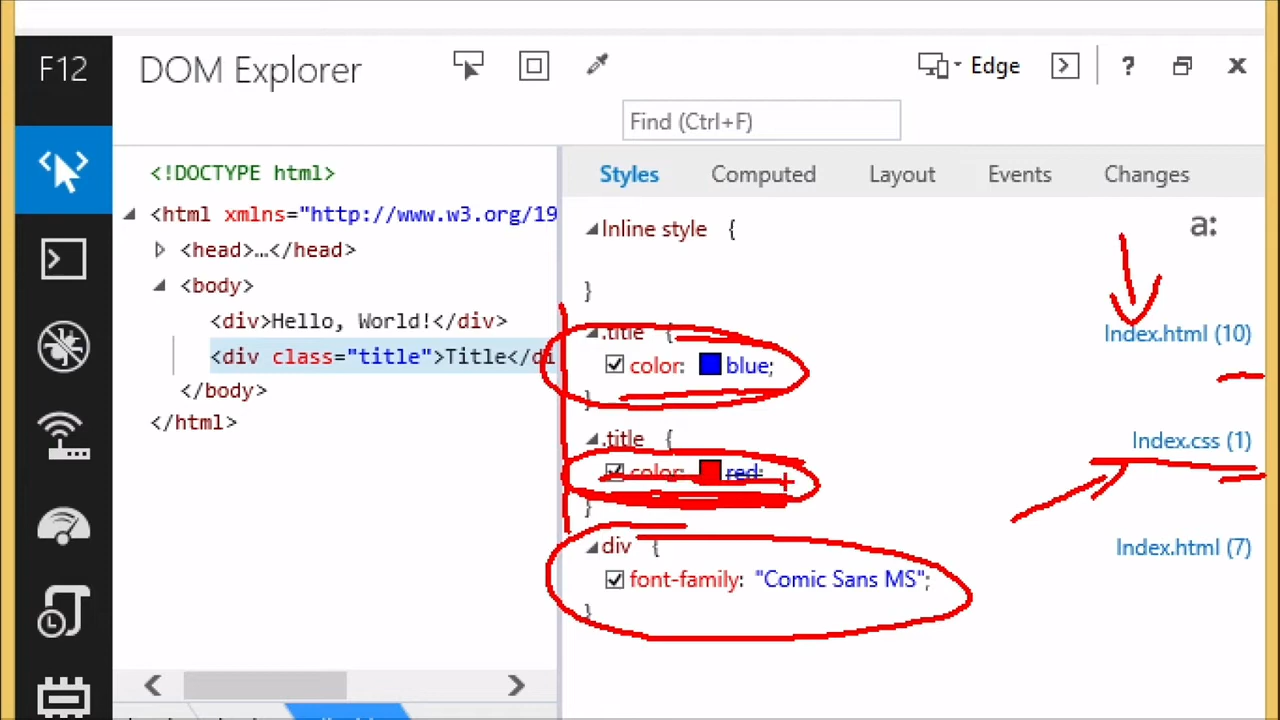 F12 DOM Explorer Edge ?
Find (Ctrl+F)
<!DOCTYPE html>
<html xmlns="http://www.w3.org/19
<head>...</head>
<body>
<div>Hello, World!</div>
<div class="title">Title</di
</body>
</html>
Styles Computed Layout Events Changes
Inline style {
a:
}
.title { Index.html (10)
color: blue;
}
.title { Index.css (1)
color: red;
}
div { Index.html (7)
font-family: "Comic Sans MS";
}